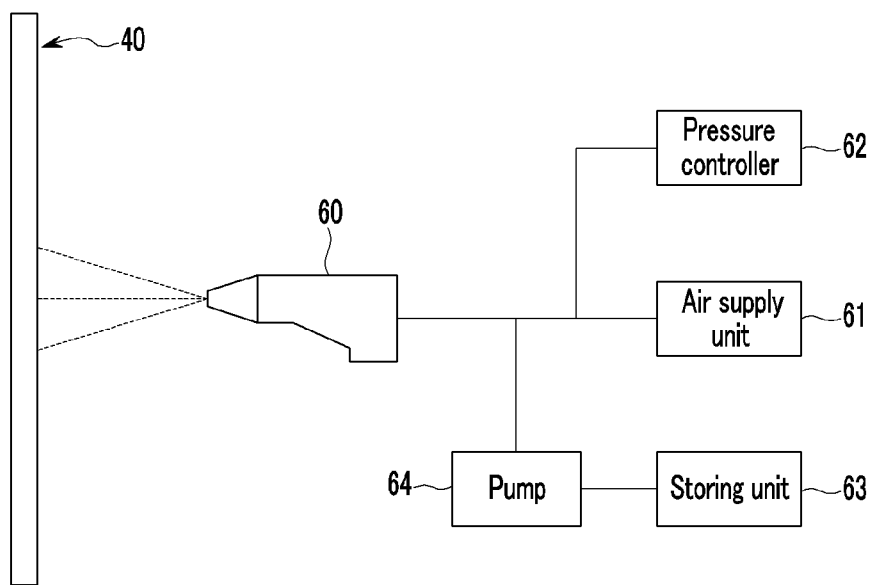 40
Pressure
controller
62
60
Air supply
unit
61
64
Pump
Storing unit
63